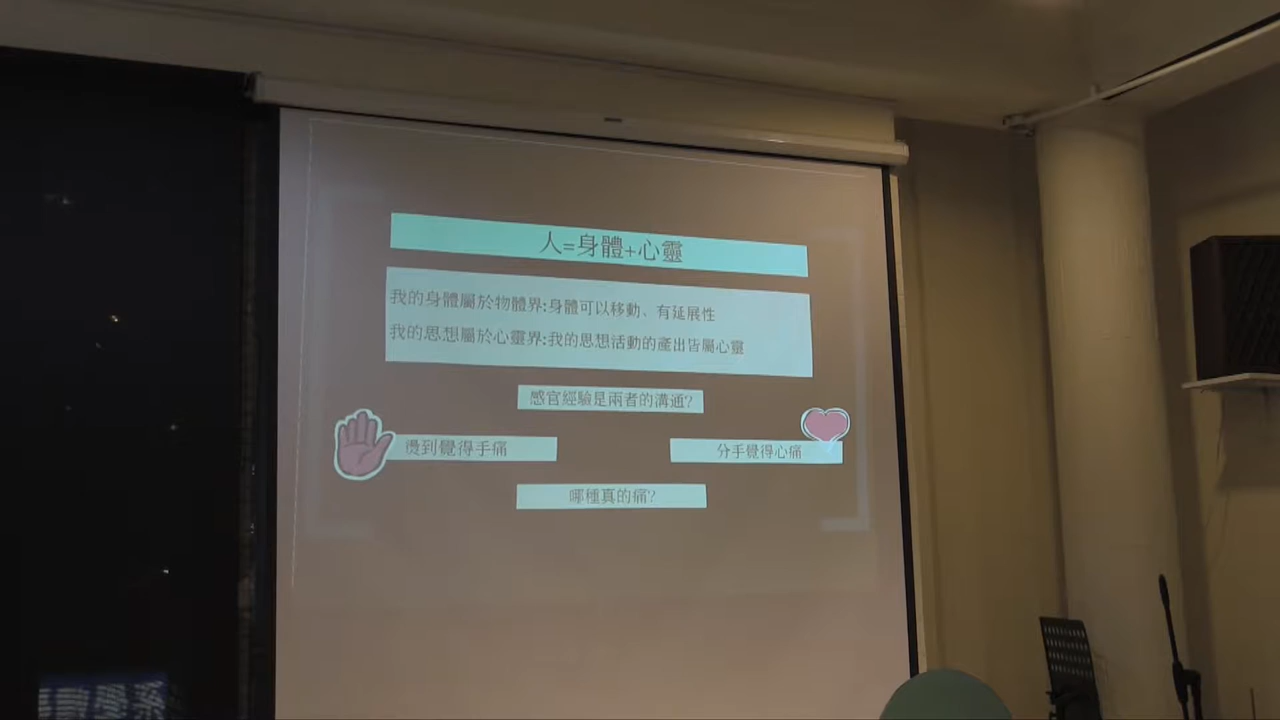 人=身體+心靈
我的身體屬於物體界:身體可以移動、有延展性
我的思想屬於心靈界:我的思想活動的產出皆屬心靈
感官經驗是兩者的溝通?
燙到覺得手痛
分手覺得心痛
哪種真的痛?